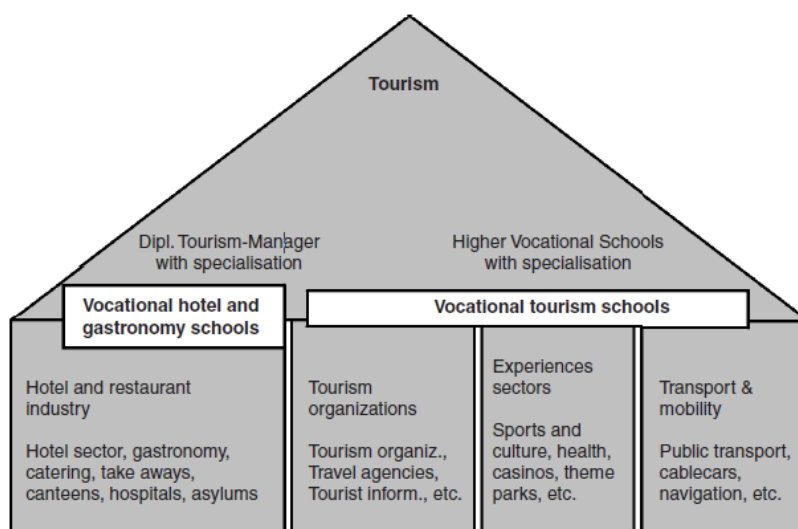 Tourism
Dipl. Tourism-Manager
with specialisation
Higher Vocational Schools
with specialisation
Vocational hotel and
gastronomy schools
Vocational tourism schools
Hotel and restaurant
industry
Hotel sector, gastronomy,
catering, take aways,
canteens, hospitals, asylums
Tourism
organizations
Tourism organiz.,
Travel agencies,
Tourist inform., etc.
Experiences
sectors
Sports and
culture, health,
casinos, theme
parks, etc.
Transport &
mobility
Public transport,
cablecars,
navigation, etc.